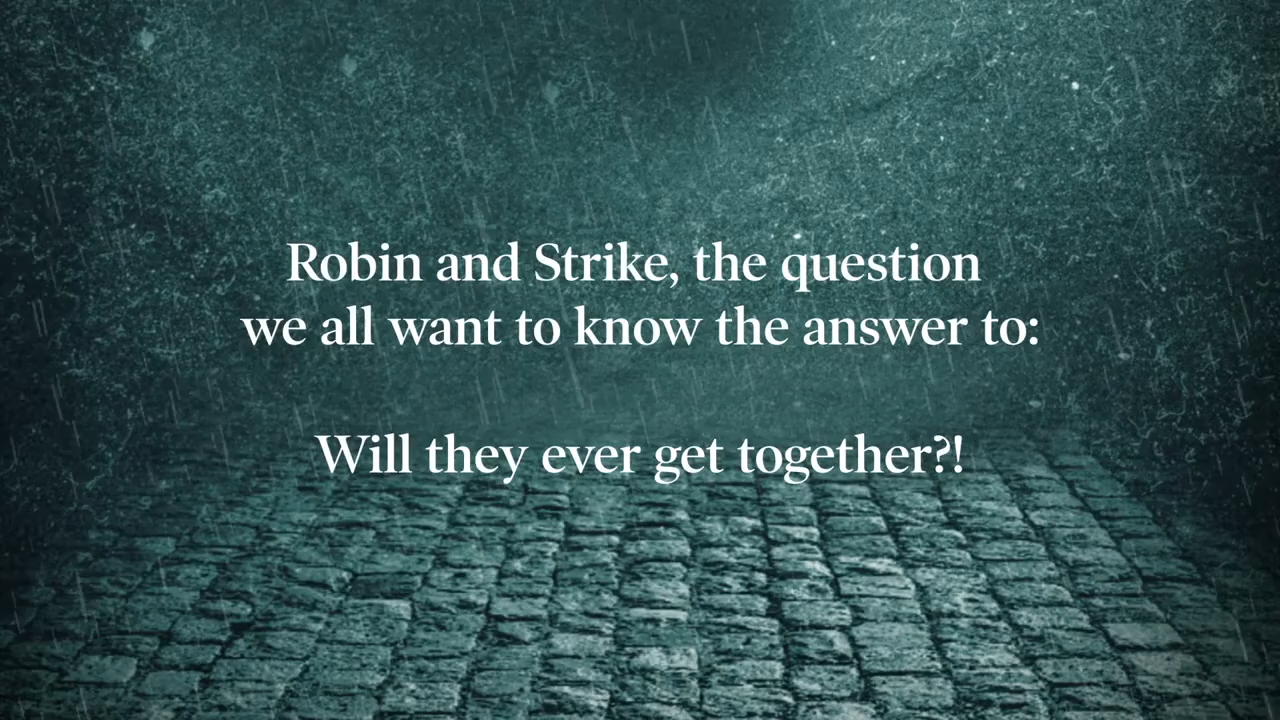 Robin and Strike, the question
we all want to know the answer to:
Will they ever get together?!